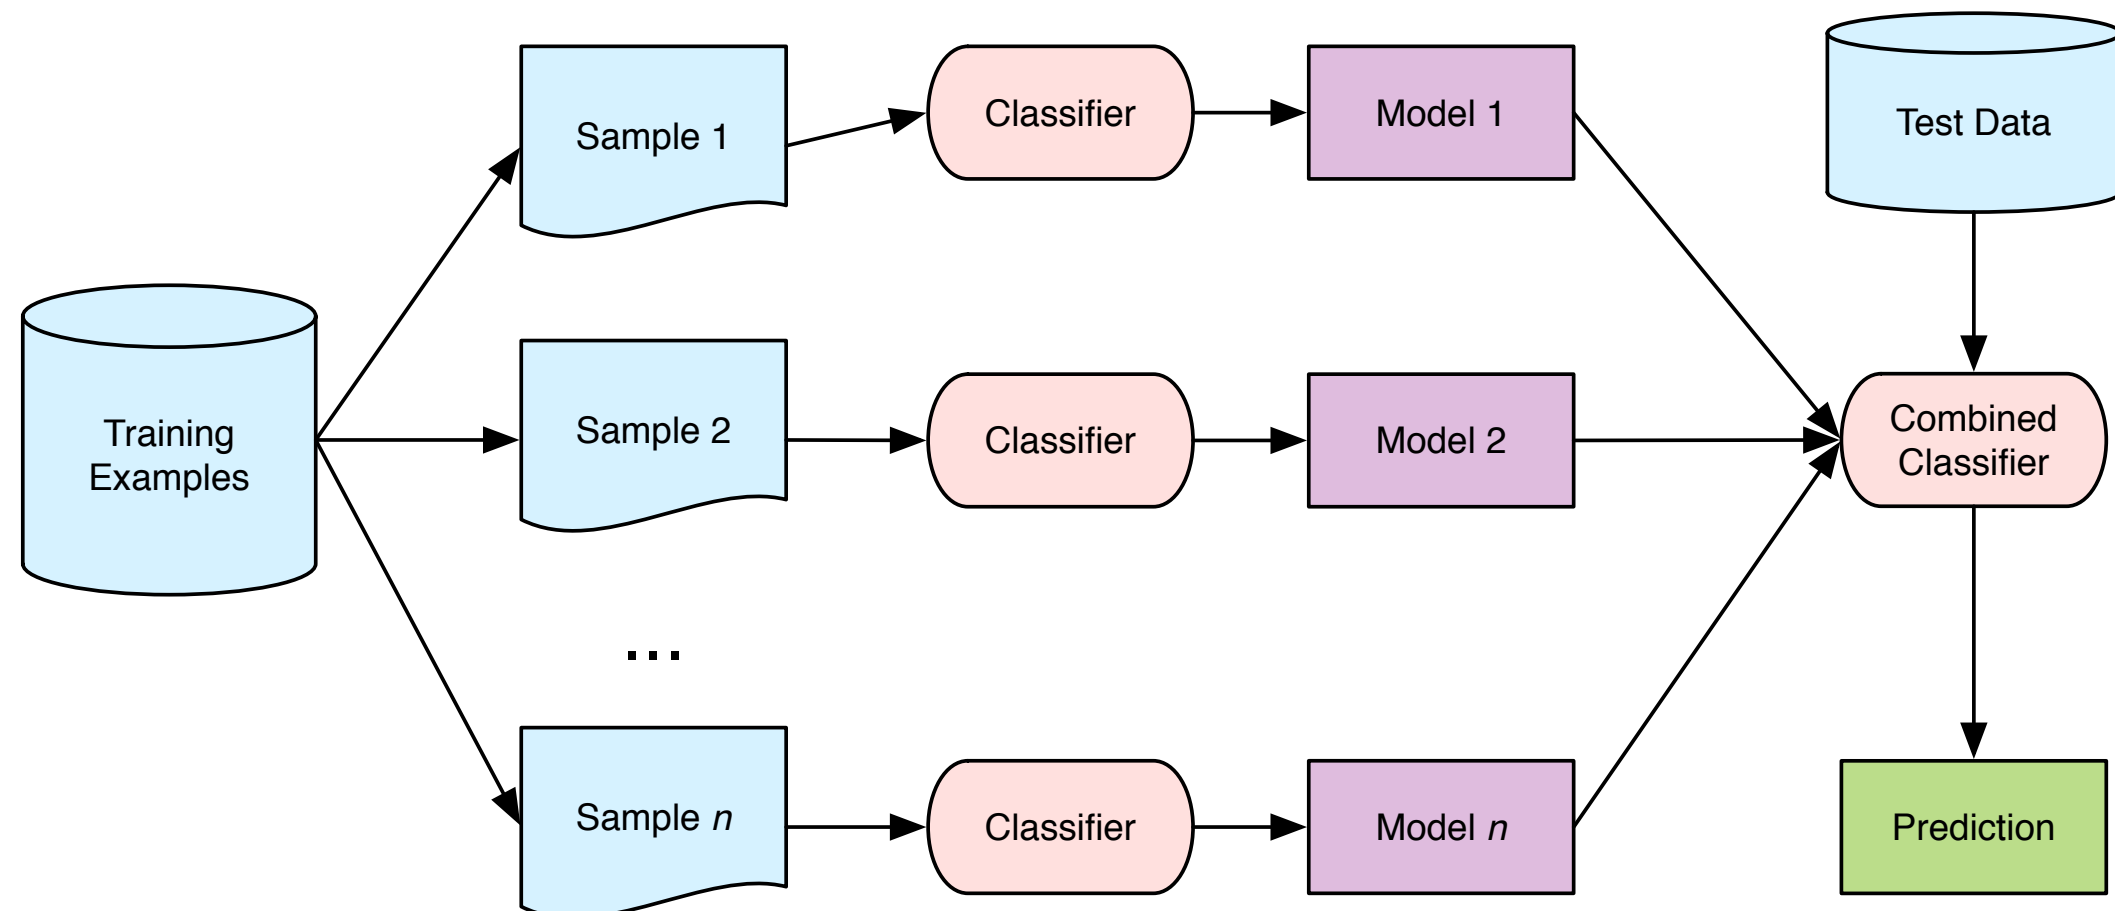 Sample 1
Classifier
Model 1
Test Data
Training
Examples
Sample 2
Classifier
Model 2
Combined
Classifier
...
Sample n
Classifier
Model n
Prediction